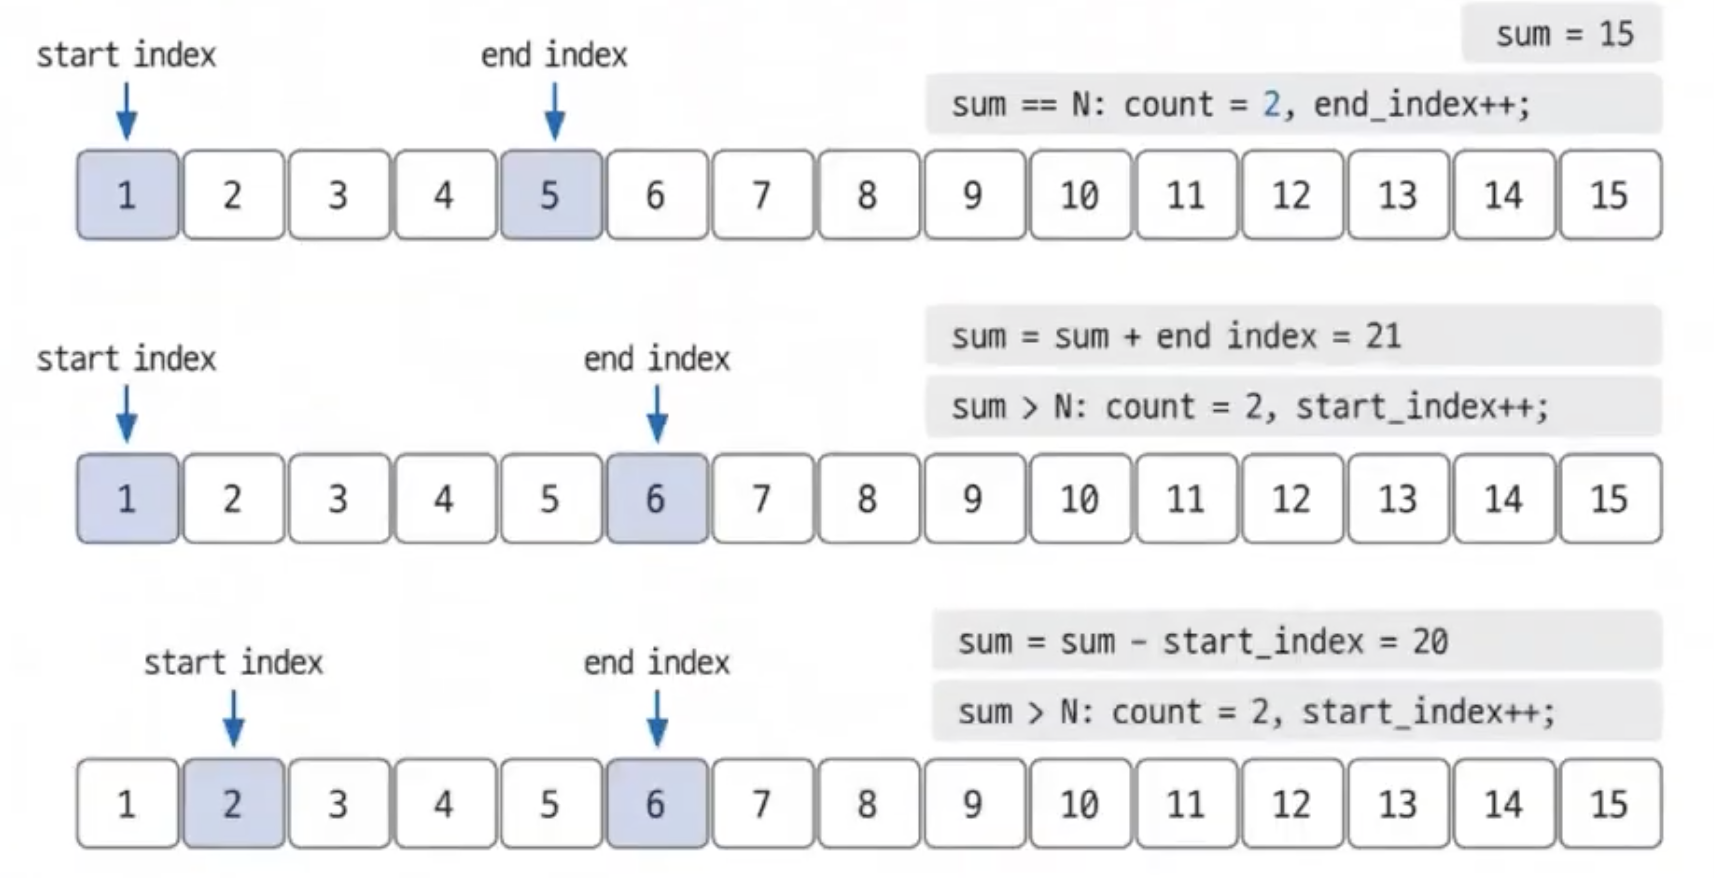 sum = 15
start index end index
sum == N: count = 2, end_index++;
1 2 3 4 5 6 7 8 9 10 11 12 13 14 15
sum = sum + end index = 21
start index end index
sum > N: count = 2, start_index++;
1 2 3 4 5 6 7 8 9 10 11 12 13 14 15
sum = sum - start_index = 20
start index end index
sum > N: count = 2, start_index++;
1 2 3 4 5 6 7 8 9 10 11 12 13 14 15